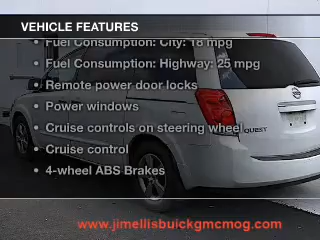 VEHICLE FEATURES
• Fuel Consumption: City: 18 mpg
• Fuel Consumption: Highway: 25 mpg
• Remote power door locks
• Power windows
• Cruise controls on steering wheel
• Cruise control
• 4-wheel ABS Brakes
QUEST
www.jimellisbuickgmcmog.com